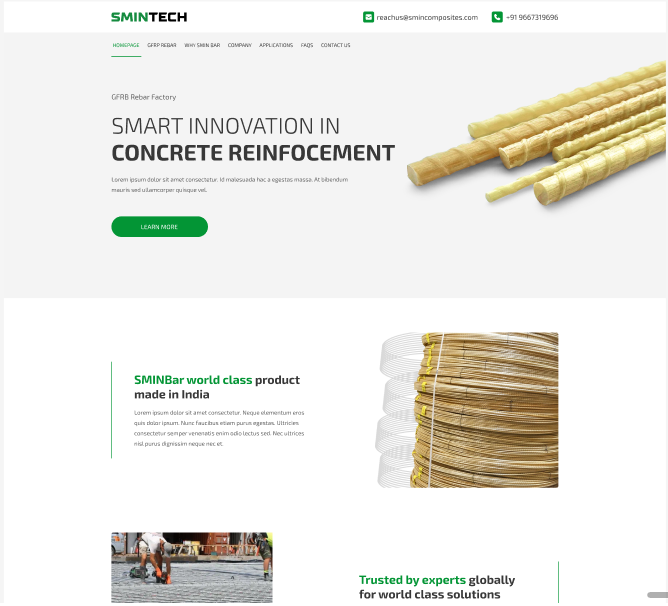 SMINTECH
reachus@smincomposites.com
+91 9667319696
HOMEPAGE GFRP REBAR WHY SMIN BAR COMPANY APPLICATIONS FAQS CONTACT US
GFRB Rebar Factory
SMART INNOVATION IN
CONCRETE REINFOCEMENT
Lorem ipsum dolor sit amet consectetur. Id malesuada hac a egestas massa. At bibendum
mauris sed ullamcorper quisque vel.
LEARN MORE
SMINBar world class product
made in India
Lorem ipsum dolor sit amet consectetur. Neque elementum eros
quis dolor ipsum. Nunc faucibus etiam purus egestas. Ultricies
consectetur semper venenatis enim odio lectus sed. Nec ultrices
nisl purus dignissim neque nec et.
Trusted by experts globally
for world class solutions